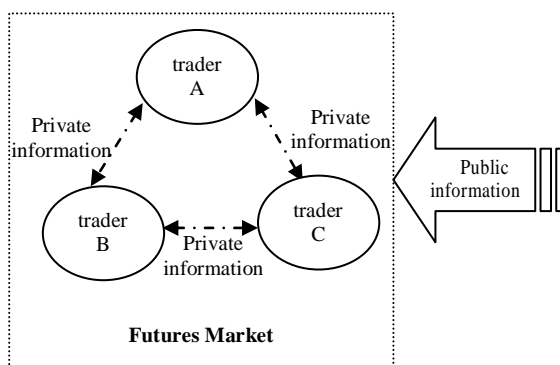 trader
A
Private
information
Private
information
Public
information
trader
B
trader
C
Private
information
Futures Market